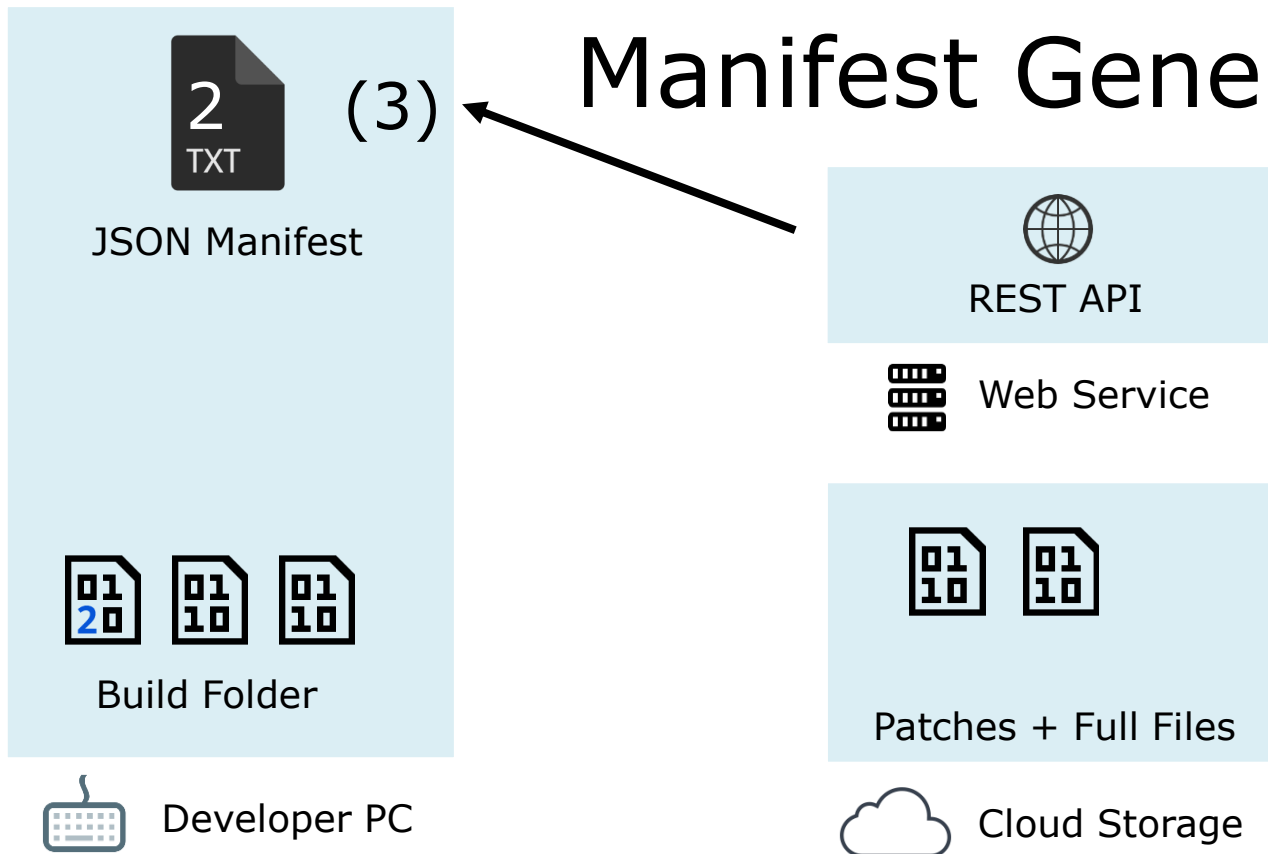 Manifest Gene
2
TXT
(3)
JSON Manifest
REST API
Web Service
01
20
01
10
01
10
Build Folder
01
10
01
10
Patches + Full Files
Developer PC
Cloud Storage